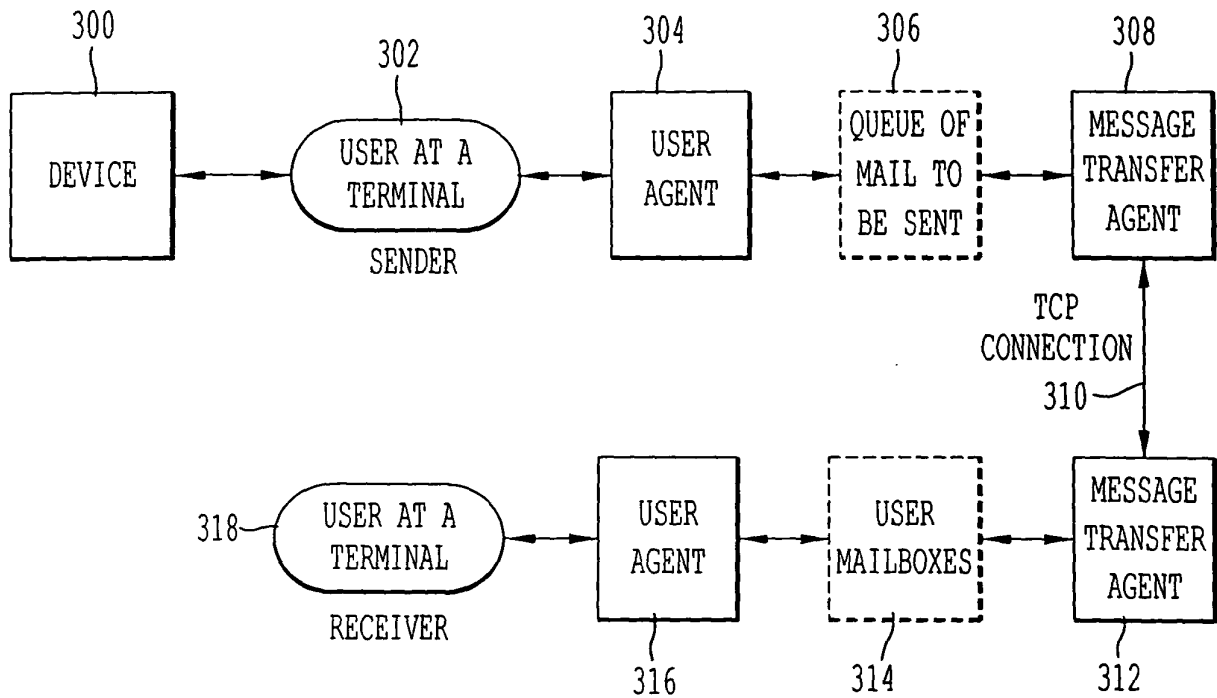 300
302
304
306
308
DEVICE
USER AT A
TERMINAL
SENDER
USER
AGENT
QUEUE OF
MAIL TO
BE SENT
MESSAGE
TRANSFER
AGENT
TCP
CONNECTION
310
318
USER AT A
TERMINAL
RECEIVER
USER
AGENT
USER
MAILBOXES
MESSAGE
TRANSFER
AGENT
316
314
312